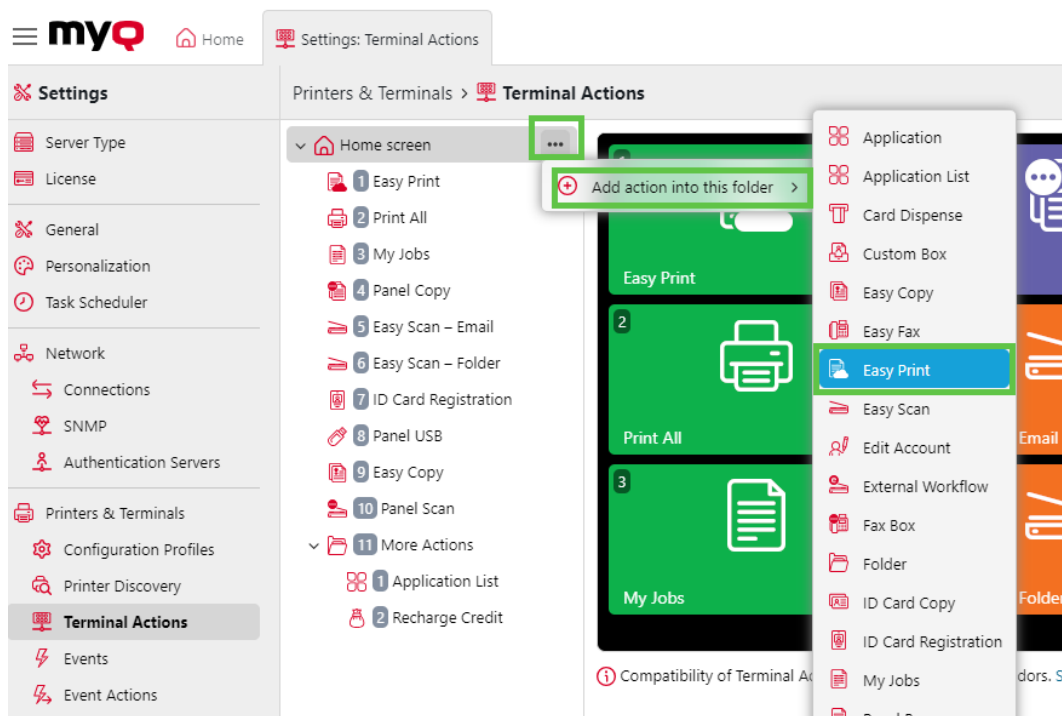 myQ
Home
Settings: Terminal Actions
Settings
Server Type
License
General
Personalization
Task Scheduler
Network
Connections
SNMP
Authentication Servers
Printers & Terminals
Configuration Profiles
Printer Discovery
Terminal Actions
Events
Event Actions
Printers & Terminals > Terminal Actions
Home screen
1 Easy Print
2 Print All
3 My Jobs
4 Panel Copy
5 Easy Scan – Email
6 Easy Scan – Folder
7 ID Card Registration
8 Panel USB
9 Easy Copy
10 Panel Scan
11 More Actions
1 Application List
2 Recharge Credit
Add action into this folder
Easy Print
2
Print All
3
My Jobs
Application
Application List
Card Dispense
Custom Box
Easy Copy
Easy Fax
Easy Print
Easy Scan
Edit Account
External Workflow
Fax Box
Folder
ID Card Copy
ID Card Registration
My Jobs
Email
Folder
Compatibility of Terminal
dors.